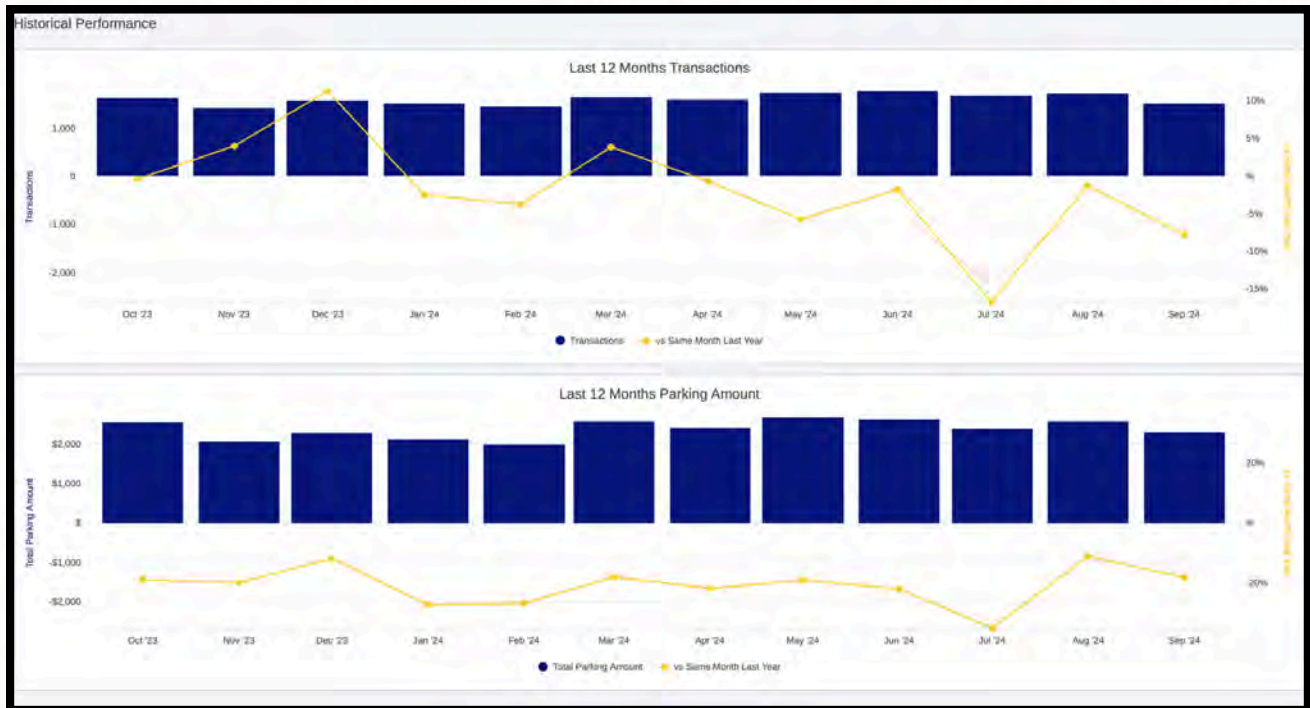 Historical Performance
Last 12 Months Transactions
1,000
0
-1,000
-2,000
Transactions
10%
5%
%
-5%
-10%
-15%
Oct '23 Nov '23 Dec '23 Jan '24 Feb '24 Mar '24 Apr '24 May '24 Jun '24 Jul '24 Aug '24 Sep '24
Transactions vs Same Month Last Year
Last 12 Months Parking Amount
$2,000
$1,000
$
-$1,000
-$2,000
Total Parking Amount
20%
%
-20%
Oct '23 Nov '23 Dec '23 Jan '24 Feb '24 Mar '24 Apr '24 May '24 Jun '24 Jul '24 Aug '24 Sep '24
Total Parking Amount vs Same Month Last Year